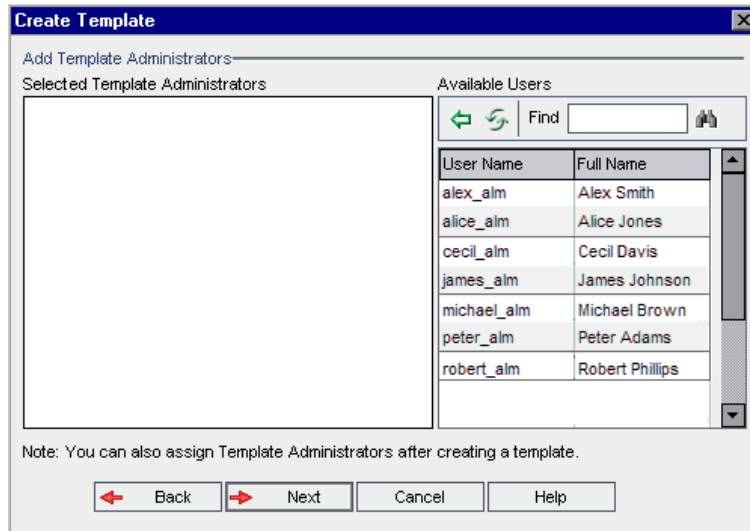 Create Template
Add Template Administrators
Selected Template Administrators
Available Users
Find
User Name Full Name
alex_alm Alex Smith
alice_alm Alice Jones
cecil_alm Cecil Davis
james_alm James Johnson
michael_alm Michael Brown
peter_alm Peter Adams
robert_alm Robert Phillips
Note: You can also assign Template Administrators after creating a template.
Back Next Cancel Help